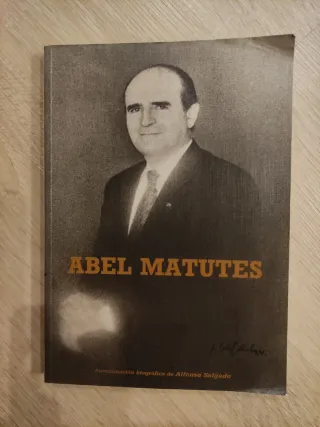 ABEL MATUTES
Aproximación biográfica de Alfonso Salgado